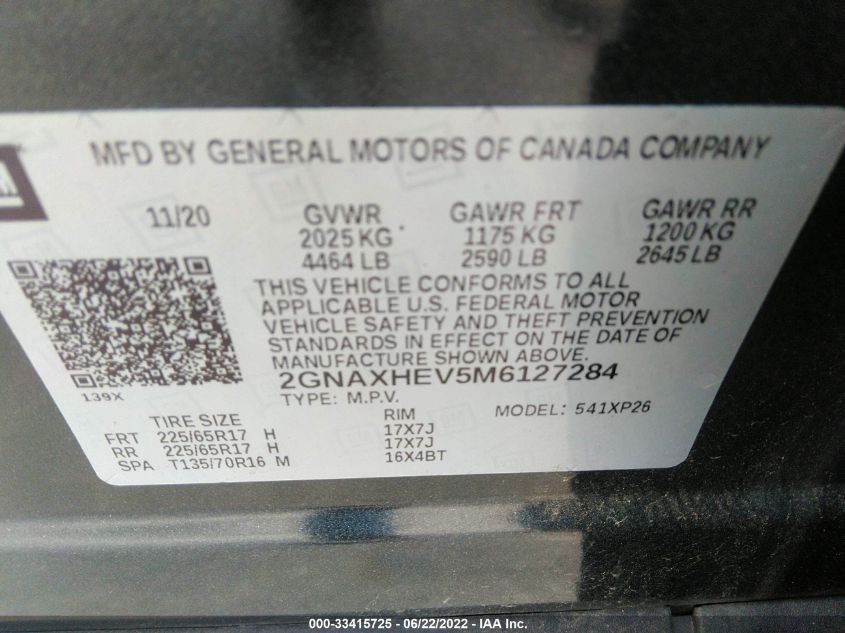 MFD BY GENERAL MOTORS OF CANADA COMPANY
GM
11/20 GVWR GAWR FRT GAWR RR
2025 KG 1175 KG 1200 KG
4464 LB 2590 LB 2645 LB
THIS VEHICLE CONFORMS TO ALL
APPLICABLE U.S. FEDERAL MOTOR
VEHICLE SAFETY AND THEFT PREVENTION
STANDARDS IN EFFECT ON THE DATE OF
MANUFACTURE SHOWN ABOVE.
2GNAXHEV5M6127284
139X
TYPE: M.P.V. MODEL: 541XP26
TIRE SIZE RIM
FRT 225/65R17 H 17X7J
RR 225/65R17 H 17X7J
SPA T135/70R16 M 16X4BT
000-33415725 - 06/22/2022 - IAA Inc.